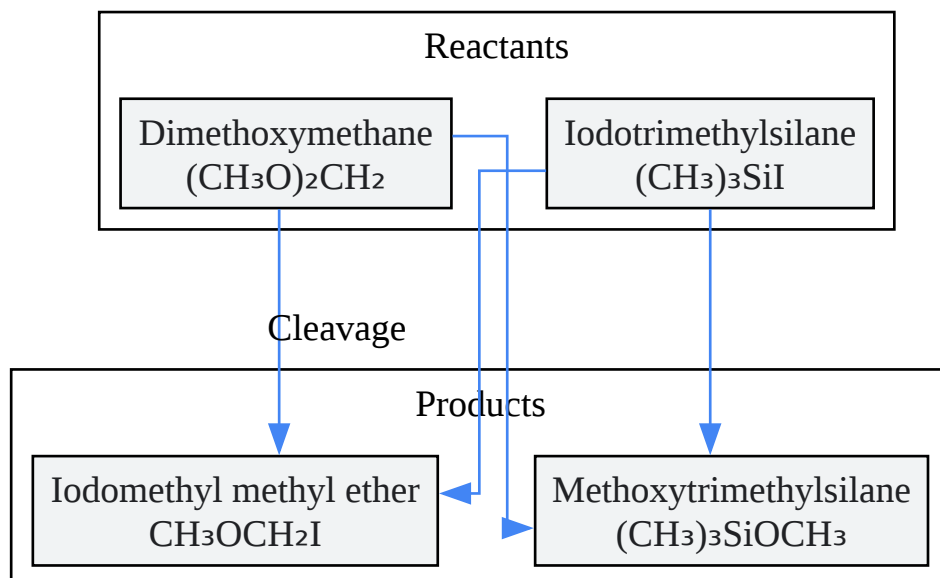 Reactants
Dimethoxymethane
(CH₃O)₂CH₂
Iodotrimethylsilane
(CH₃)₃SiI
Cleavage
Products
Iodomethyl methyl ether
CH₃OCH₂I
Methoxytrimethylsilane
(CH₃)₃SiOCH₃